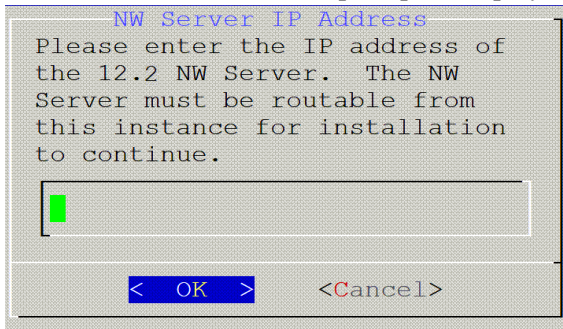 NW Server IP Address
Please enter the IP address of
the 12.2 NW Server.  The NW
Server must be routable from
this instance for installation
to continue.
<  OK  >    <Cancel>